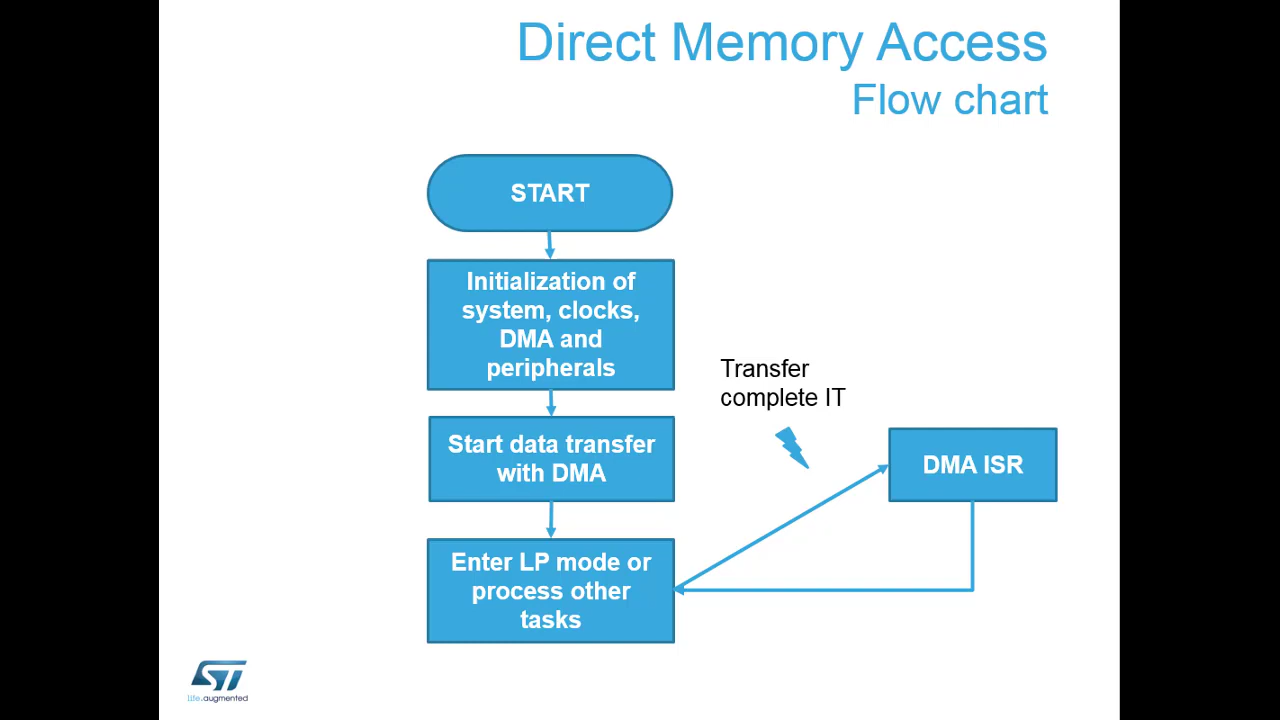 Direct Memory Access
Flow chart
START
Initialization of
system, clocks,
DMA and
peripherals
Start data transfer
with DMA
Enter LP mode or
process other
tasks
Transfer
complete IT
DMA ISR
ST
life.augmented